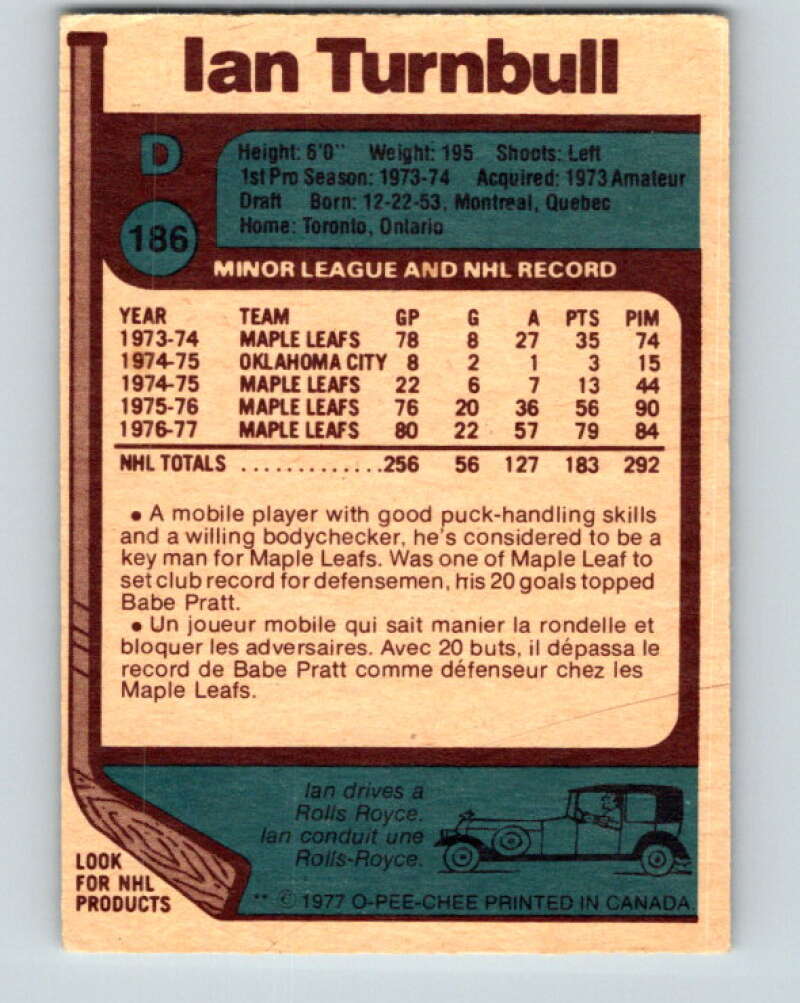 Ian Turnbull
D
186
Height: 6'0" Weight: 195 Shoots: Left
1st Pro Season: 1973-74 Acquired: 1973 Amateur
Draft Born: 12-22-53, Montreal, Quebec
Home: Toronto, Ontario
MINOR LEAGUE AND NHL RECORD
YEAR TEAM GP G A PTS PIM
1973-74 MAPLE LEAFS 78 8 27 35 74
1974-75 OKLAHOMA CITY 8 2 1 3 15
1974-75 MAPLE LEAFS 22 6 7 13 44
1975-76 MAPLE LEAFS 76 20 36 56 90
1976-77 MAPLE LEAFS 80 22 57 79 84
NHL TOTALS .............256 56 127 183 292
• A mobile player with good puck-handling skills
and a willing bodychecker, he's considered to be a
key man for Maple Leafs. Was one of Maple Leaf to
set club record for defensemen, his 20 goals topped
Babe Pratt.
• Un joueur mobile qui sait manier la rondelle et
bloquer les adversaires. Avec 20 buts, il dépassa le
record de Babe Pratt comme défenseur chez les
Maple Leafs.
Ian drives a
Rolls Royce.
Ian conduit une
Rolls-Royce.
LOOK
FOR NHL
PRODUCTS
** © 1977 O-PEE-CHEE PRINTED IN CANADA.